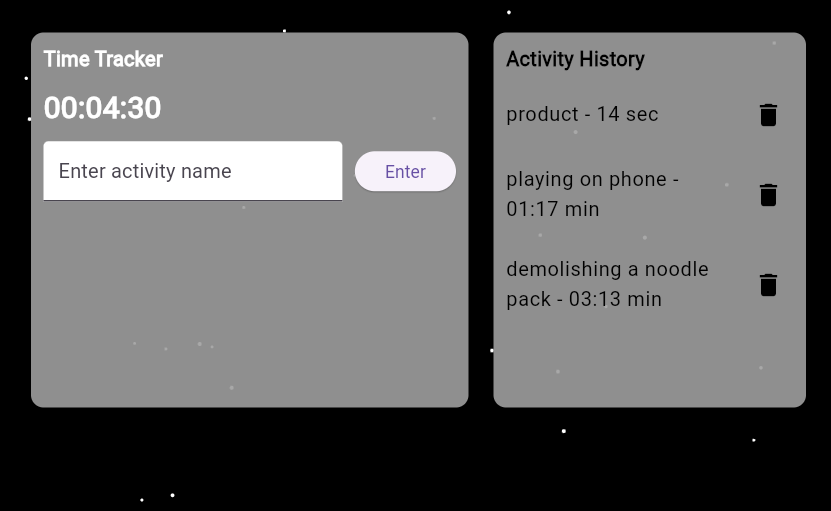 Time Tracker
00:04:30
Enter activity name
Enter
Activity History
product - 14 sec
playing on phone -
01:17 min
demolishing a noodle
pack - 03:13 min